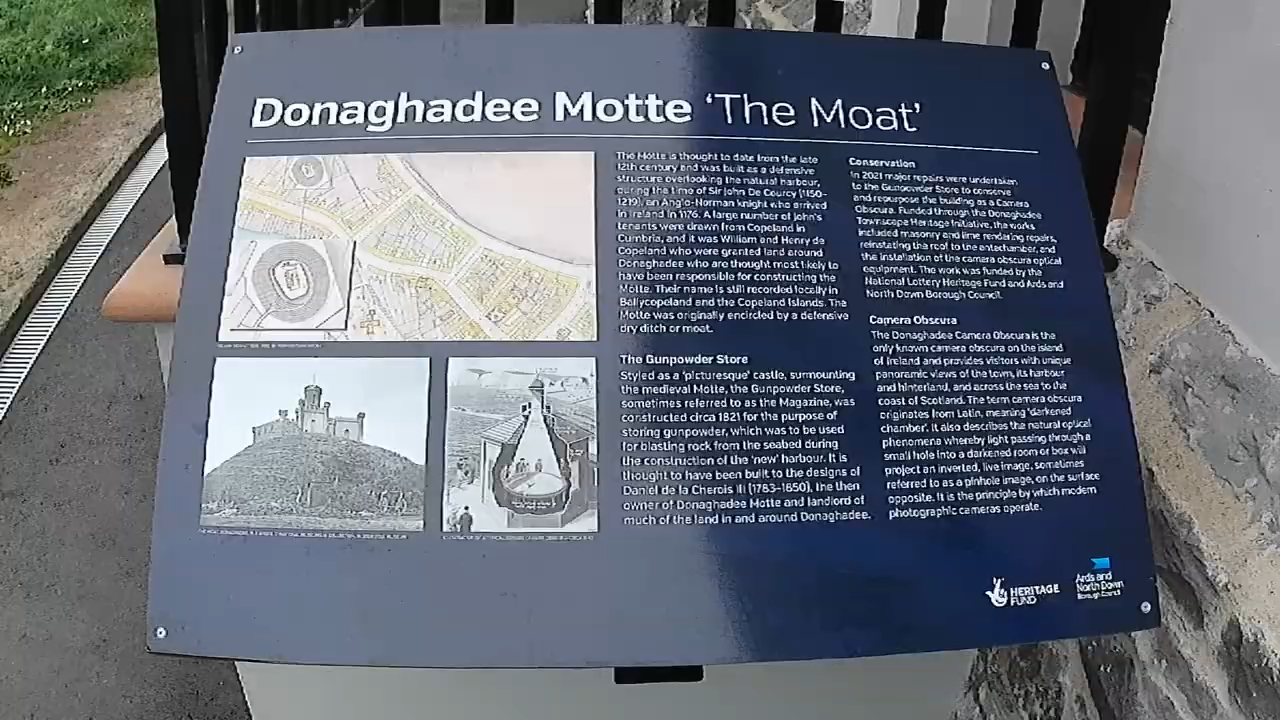 Donaghadee Motte 'The Moat'
The Motte is thought to date from the late
12th century and was built as a defensive
structure overlooking the natural harbour,
during the time of Sir John De Courcy (1150-
1219), an Anglo-Norman knight who arrived
in Ireland in 1176. A large number of John's
tenants were drawn from Copeland in
Cumbria, and it was William and Henry de
Copeland who were granted land around
Donaghadee who are thought most likely to
have been responsible for constructing the
Motte. Their name is still recorded locally in
Ballycopeland and the Copeland Islands. The
Motte was originally encircled by a defensive
dry ditch or moat.
The Gunpowder Store
Styled as a 'picturesque' castle, surmounting
the medieval Motte, the Gunpowder Store,
sometimes referred to as the Magazine, was
constructed circa 1821 for the purpose of
storing gunpowder, which was to be used
for blasting rock from the seabed during
the construction of the 'new' harbour. It is
thought to have been built to the designs of
Daniel de la Cherois III (1783-1850), the then
owner of Donaghadee Motte and landlord of
much of the land in and around Donaghadee.
Conservation
In 2021 major repairs were undertaken
to the Gunpowder Store to conserve
and repurpose the building as a Camera
Obscura. Funded through the Donaghadee
Townscape Heritage Initiative, the works
included masonry and lime rendering repairs,
reinstating the roof to the antechamber, and
the installation of the camera obscura optical
equipment. The work was funded by the
National Lottery Heritage Fund and Ards and
North Down Borough Council.
Camera Obscura
The Donaghadee Camera Obscura is the
only known camera obscura on the island
of Ireland and provides visitors with unique
panoramic views of the town, its harbour
and hinterland, and across the sea to the
coast of Scotland. The term camera obscura
originates from Latin, meaning 'darkened
chamber'. It also describes the natural optical
phenomena whereby light passing through a
small hole into a darkened room or box will
project an inverted, live image, sometimes
referred to as a pinhole image, on the surface
opposite. It is the principle by which modern
photographic cameras operate.
HERITAGE
FUND
Ards and
North Down
Borough Council